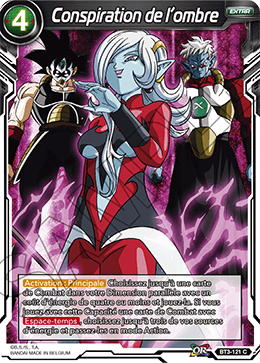 4
Conspiration de l'ombre
EXTRA
Activation : Principale Choisissez jusqu'à une carte
de Combat dans votre Dimension parallèle avec un
coût d'énergie de quatre ou moins et jouez-la. Si vous
jouez avec cette Capacité une carte de Combat avec
Espace-temps, choisissez jusqu'à trois de vos sources
d'énergie et passez-les en mode Action.
BANDAI MADE IN BELGIUM
BT3-121 C